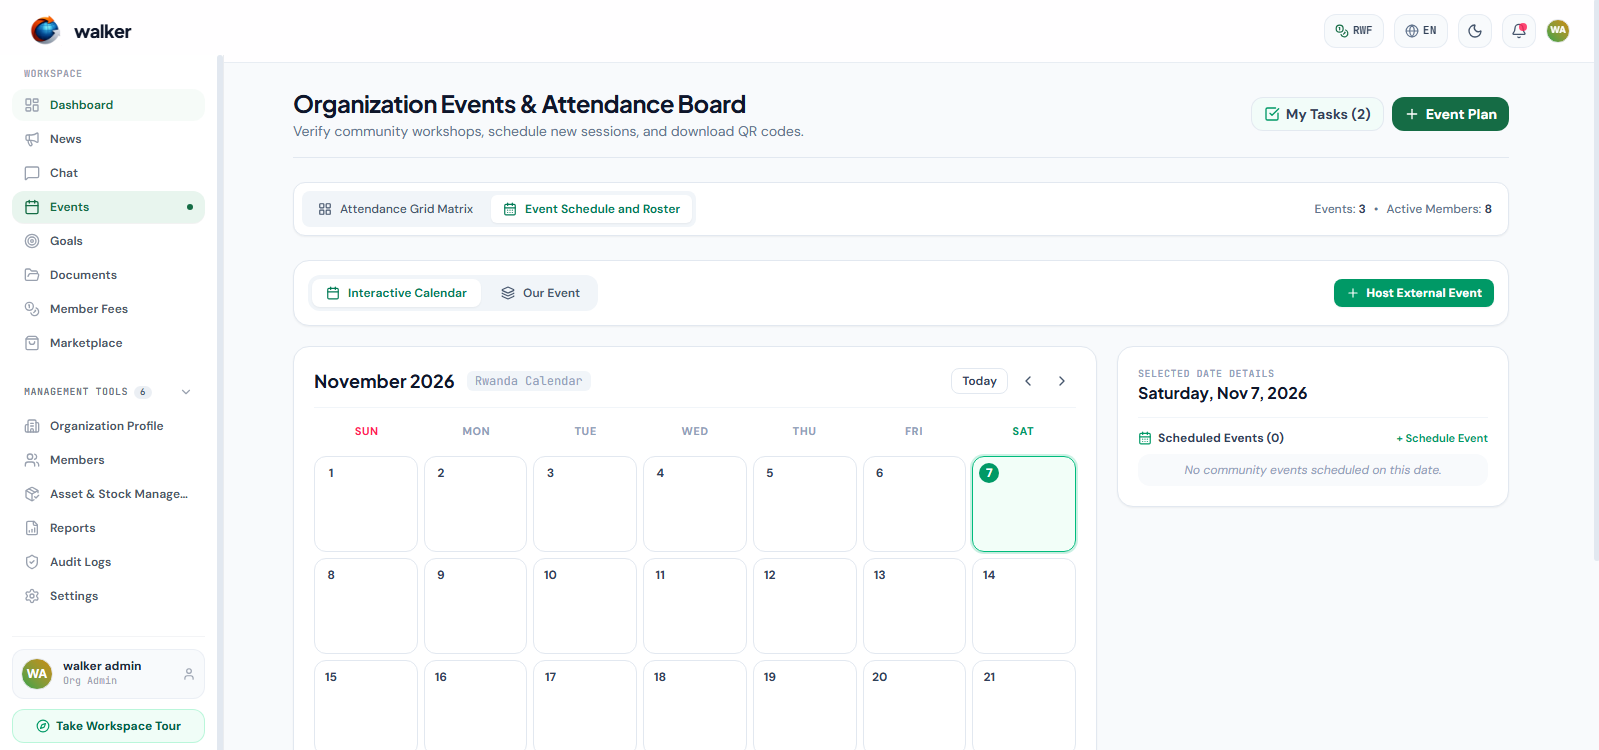 walker
RWF
EN
WA
WORKSPACE
Dashboard
News
Chat
Events
Goals
Documents
Member Fees
Marketplace
MANAGEMENT TOOLS 6
Organization Profile
Members
Asset & Stock Manage...
Reports
Audit Logs
Settings
WA
walker admin
Org Admin
Take Workspace Tour
Organization Events & Attendance Board
Verify community workshops, schedule new sessions, and download QR codes.
My Tasks (2)
+ Event Plan
Attendance Grid Matrix
Event Schedule and Roster
Events: 3 • Active Members: 8
Interactive Calendar
Our Event
+ Host External Event
November 2026
Rwanda Calendar
Today
SUN MON TUE WED THU FRI SAT
1 2 3 4 5 6 7
8 9 10 11 12 13 14
15 16 17 18 19 20 21
SELECTED DATE DETAILS
Saturday, Nov 7, 2026
Scheduled Events (0)
+ Schedule Event
No community events scheduled on this date.